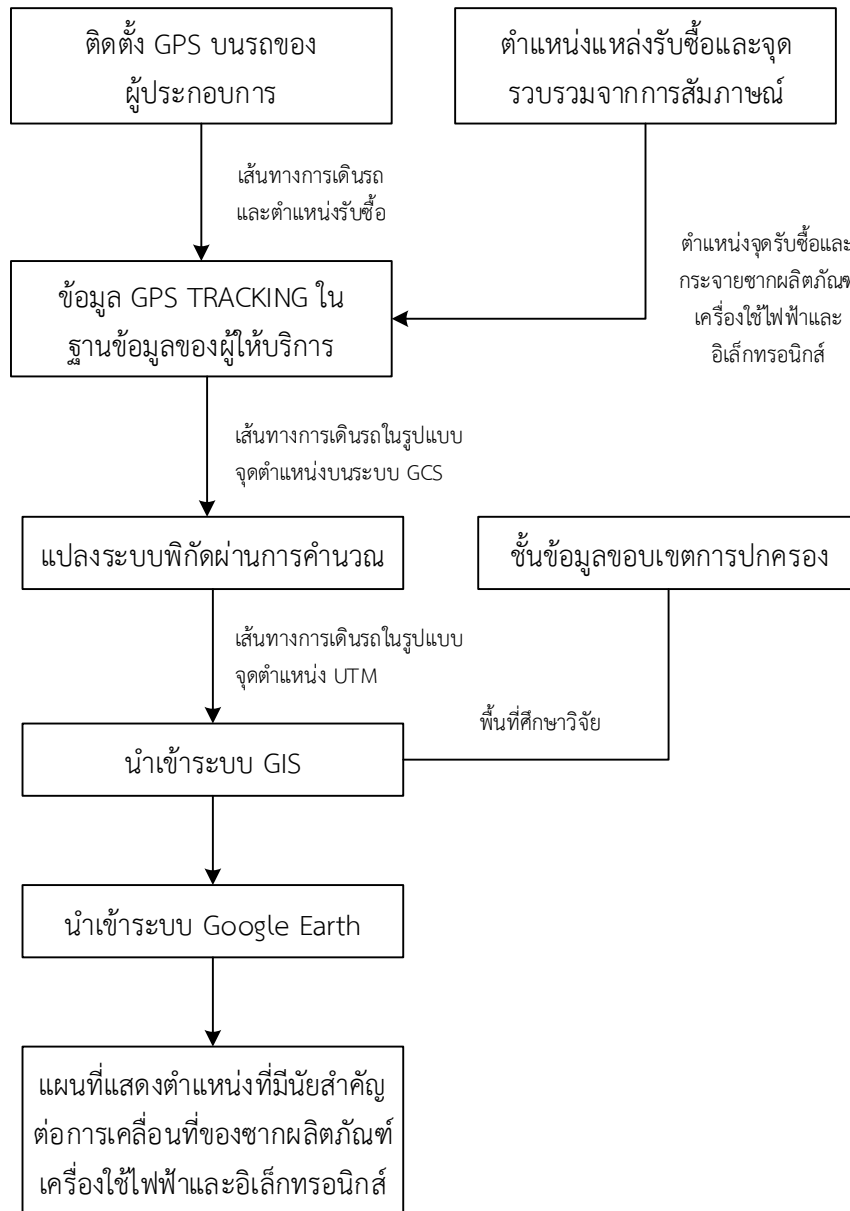 ติดตั้ง GPS บนรถของ
ผู้ประกอบการ
ตำแหน่งแหล่งรับซื้อและจุด
รวบรวมจากการสัมภาษณ์
เส้นทางการเดินรถ
และตำแหน่งรับซื้อ
ตำแหน่งจุดรับซื้อและ
กระจายซากผลิตภัณฑ์
เครื่องใช้ไฟฟ้าและ
อิเล็กทรอนิกส์
ข้อมูล GPS TRACKING ใน
ฐานข้อมูลของผู้ให้บริการ
เส้นทางการเดินรถในรูปแบบ
จุดตำแหน่งบนระบบ GCS
แปลงระบบพิกัดผ่านการคำนวณ
ชั้นข้อมูลขอบเขตการปกครอง
เส้นทางการเดินรถในรูปแบบ
จุดตำแหน่ง UTM
พื้นที่ศึกษาวิจัย
นำเข้าระบบ GIS
นำเข้าระบบ Google Earth
แผนที่แสดงตำแหน่งที่มีนัยสำคัญ
ต่อการเคลื่อนที่ของซากผลิตภัณฑ์
เครื่องใช้ไฟฟ้าและอิเล็กทรอนิกส์